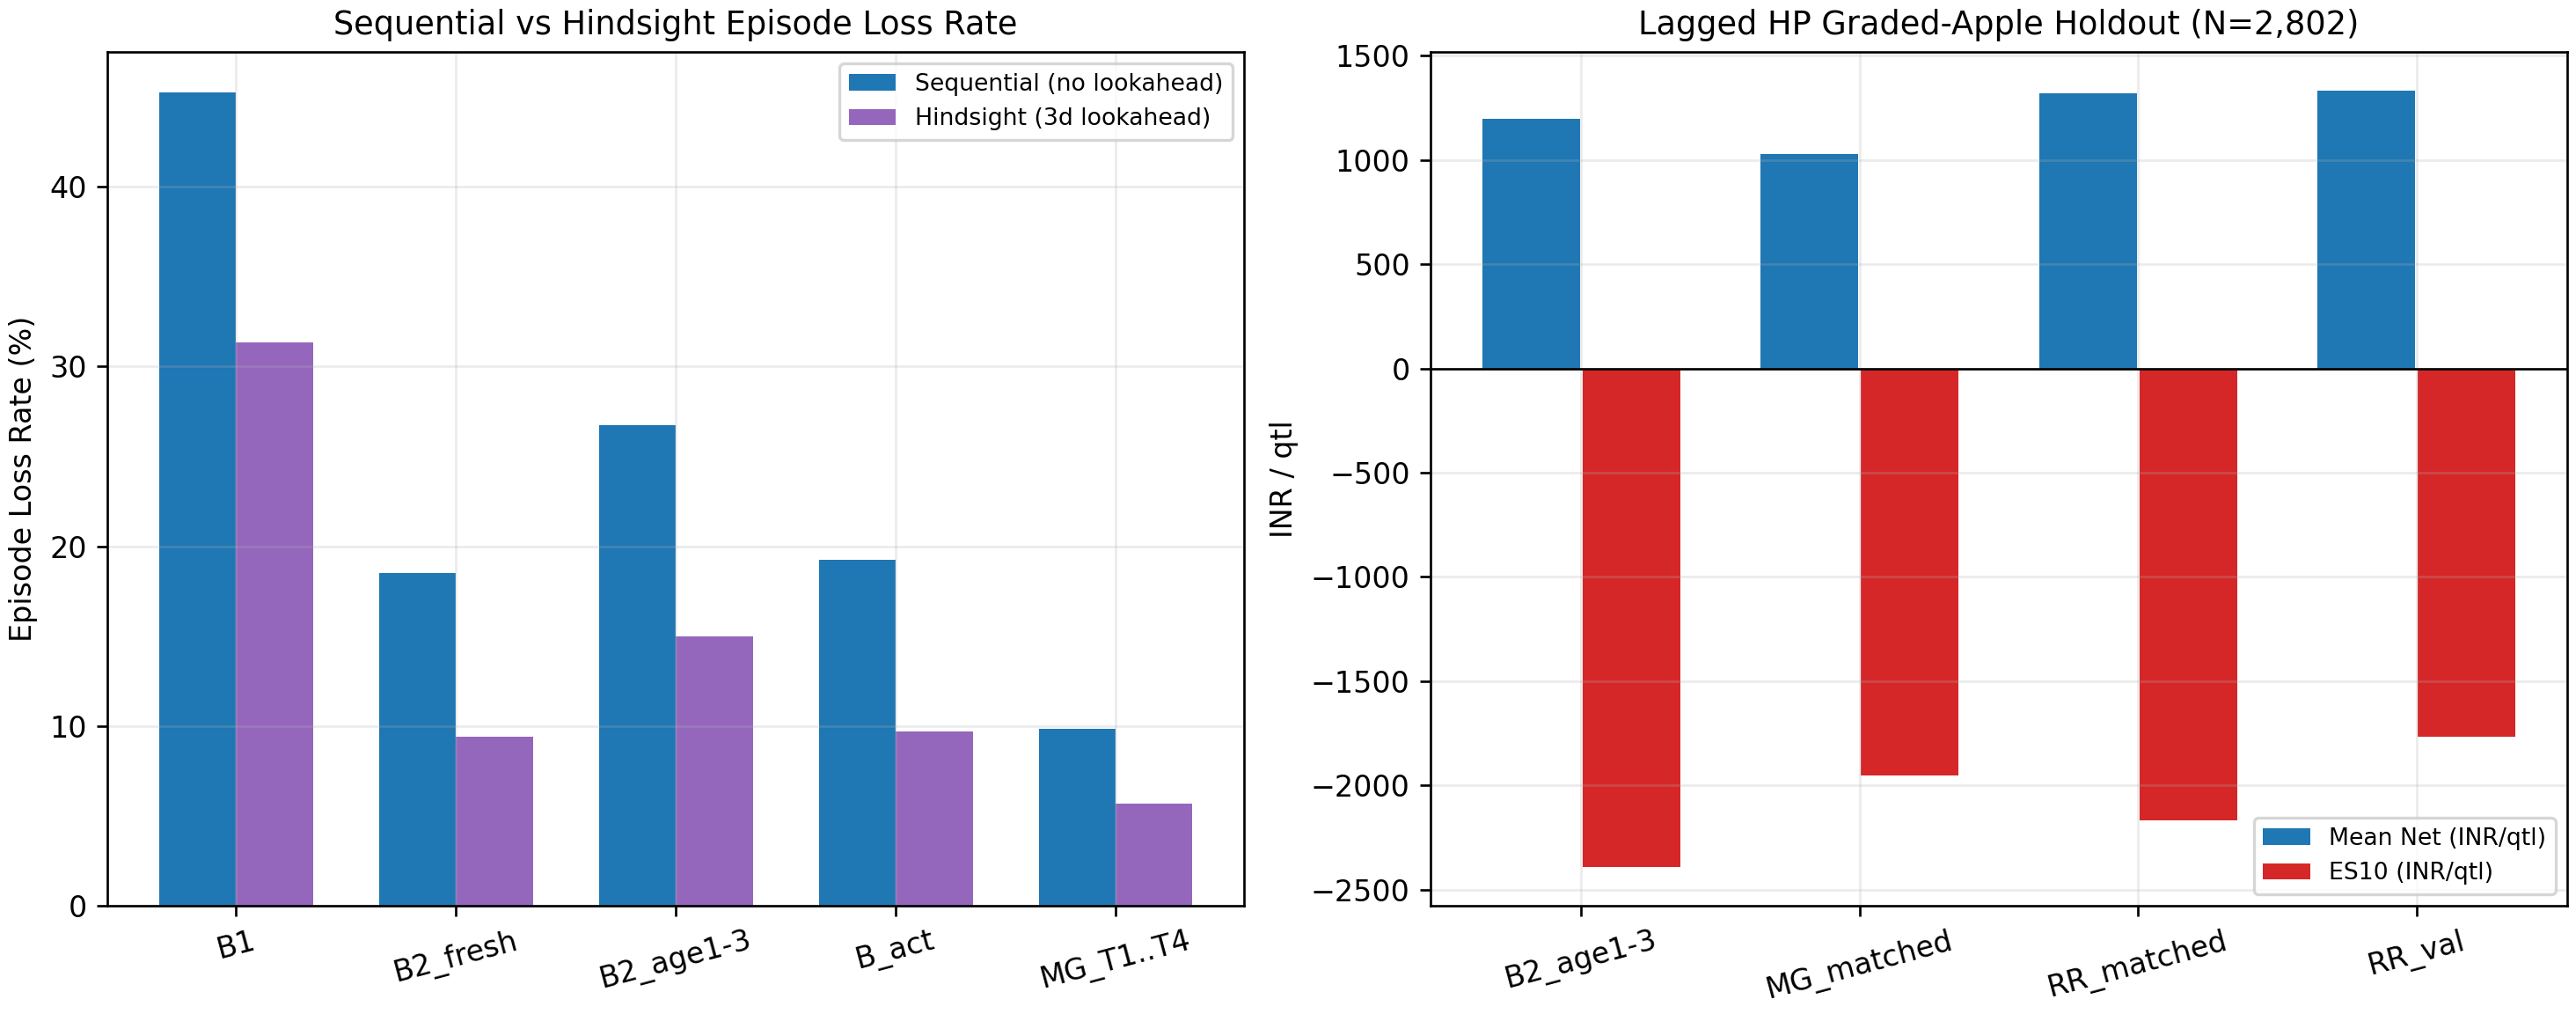 Sequential vs Hindsight Episode Loss Rate
Episode Loss Rate (%)
40
30
20
10
0
Sequential (no lookahead)
Hindsight (3d lookahead)
B1
B2_fresh
B2_age1-3
B_act
MG_T1..T4
Lagged HP Graded-Apple Holdout (N=2,802)
INR / qtl
1500
1000
500
0
−500
−1000
−1500
−2000
−2500
Mean Net (INR/qtl)
ES10 (INR/qtl)
B2_age1-3
MG_matched
RR_matched
RR_val